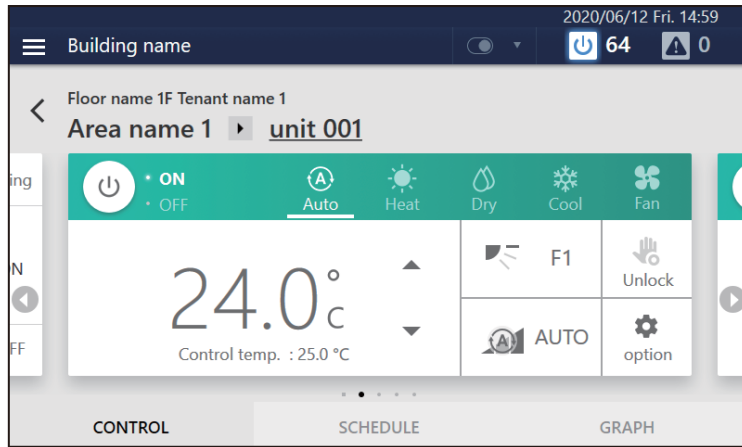 2020/06/12 Fri. 14:59
Building name
64
0
Floor name 1F Tenant name 1
Area name 1 unit 001
ing
ON
OFF
A
Auto
Heat
Dry
Cool
Fan
N
FF
24.0°C
Control temp. : 25.0 °C
F1
Unlock
A
AUTO
option
CONTROL
SCHEDULE
GRAPH